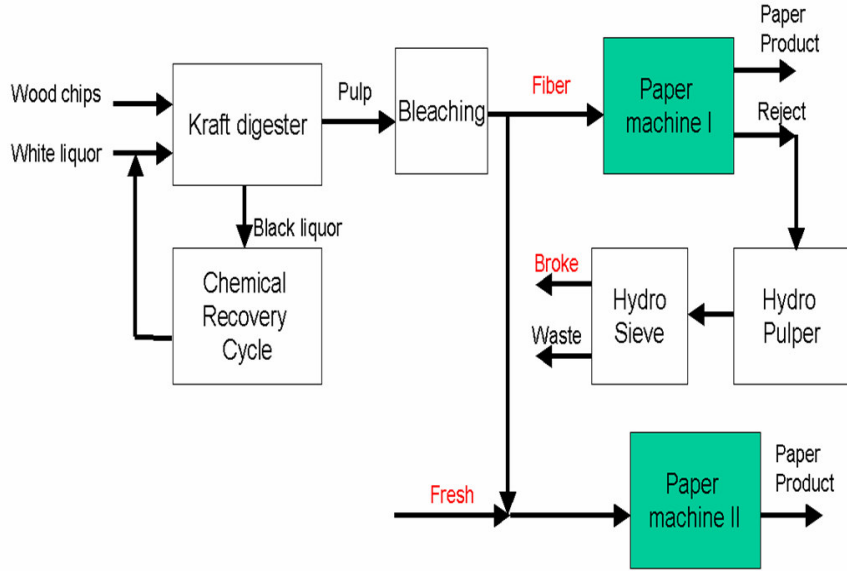 Paper
Product
Wood chips
Pulp
Bleaching
Fiber
Paper
machine I
Reject
Kraft digester
White liquor
Black liquor
Chemical
Recovery
Cycle
Broke
Waste
Hydro
Sieve
Hydro
Pulper
Fresh
Paper
machine II
Paper
Product